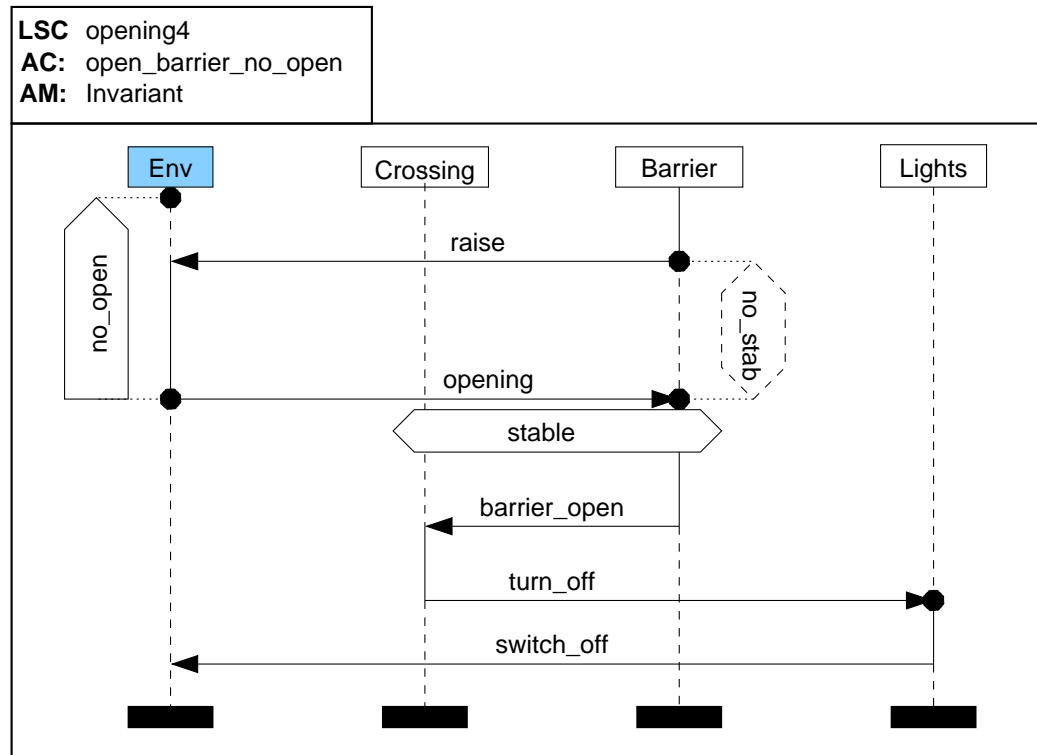 LSC opening4
AC: open_barrier_no_open
AM: Invariant
Env
Crossing
Barrier
Lights
raise
no_open
no_stab
opening
stable
barrier_open
turn_off
switch_off